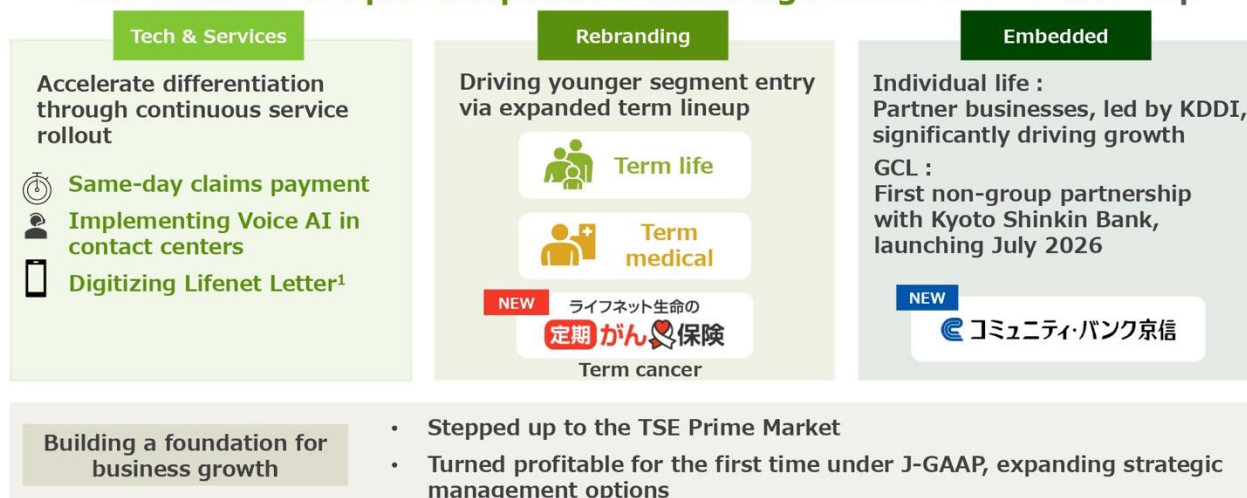 Tech & Services
Accelerate differentiation
through continuous service
rollout
Same-day claims payment
Implementing Voice AI in
contact centers
Digitizing Lifenet Letter¹
Rebranding
Driving younger segment entry
via expanded term lineup
Term life
Term
medical
NEW
ライフネット生命の
定期がん保険
Term cancer
Embedded
Individual life :
Partner businesses, led by KDDI,
significantly driving growth
GCL :
First non-group partnership
with Kyoto Shinkin Bank,
launching July 2026
NEW
コミュニティ・バンク京信
Building a foundation for
business growth
• Stepped up to the TSE Prime Market
• Turned profitable for the first time under J-GAAP, expanding strategic
management options